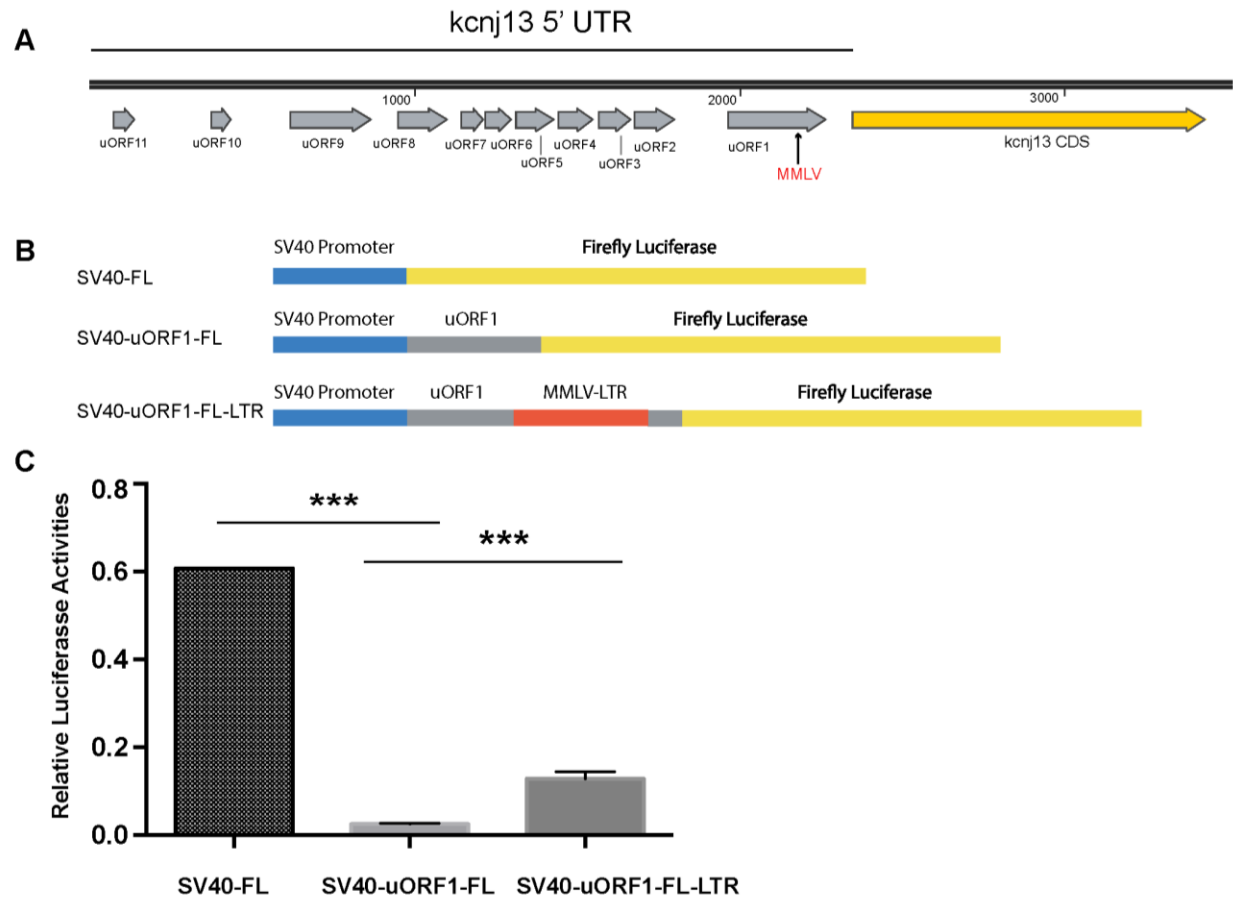 A
kcnj13 5' UTR
1000
2000
3000
uORF11
uORF10
uORF9
uORF8
uORF7
uORF6
uORF5
uORF4
uORF3
uORF2
uORF1
MMLV
kcnj13 CDS
B
SV40 Promoter
Firefly Luciferase
SV40-FL
SV40 Promoter
uORF1
Firefly Luciferase
SV40-uORF1-FL
SV40 Promoter
uORF1
MMLV-LTR
Firefly Luciferase
SV40-uORF1-FL-LTR
C
Relative Luciferasse Activities
0.8
0.6
0.4
0.2
0.0
***
***
SV40-FL
SV40-uORF1-FL
SV40-uORF1-FL-LTR